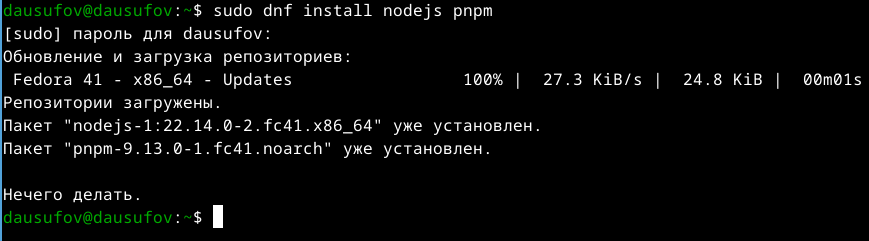 dausufov@dausufov:~$ sudo dnf install nodejs pnpm
[sudo] пароль для dausufov:
Обновление и загрузка репозиториев:
 Fedora 41 - x86_64 - Updates                 100% |  27.3 KiB/s |  24.8 KiB |  00m01s
Репозитории загружены.
Пакет "nodejs-1:22.14.0-2.fc41.x86_64" уже установлен.
Пакет "pnpm-9.13.0-1.fc41.noarch" уже установлен.

Нечего делать.
dausufov@dausufov:~$